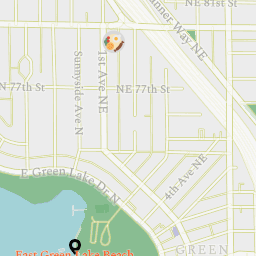 NE 81st St
Banner Way NE
1st Ave NE
Sunnyside Ave N
N 77th St
NE 77th St
E Green Lake Dr N
4th Ave NE
East Green Lake Beach
GREEN